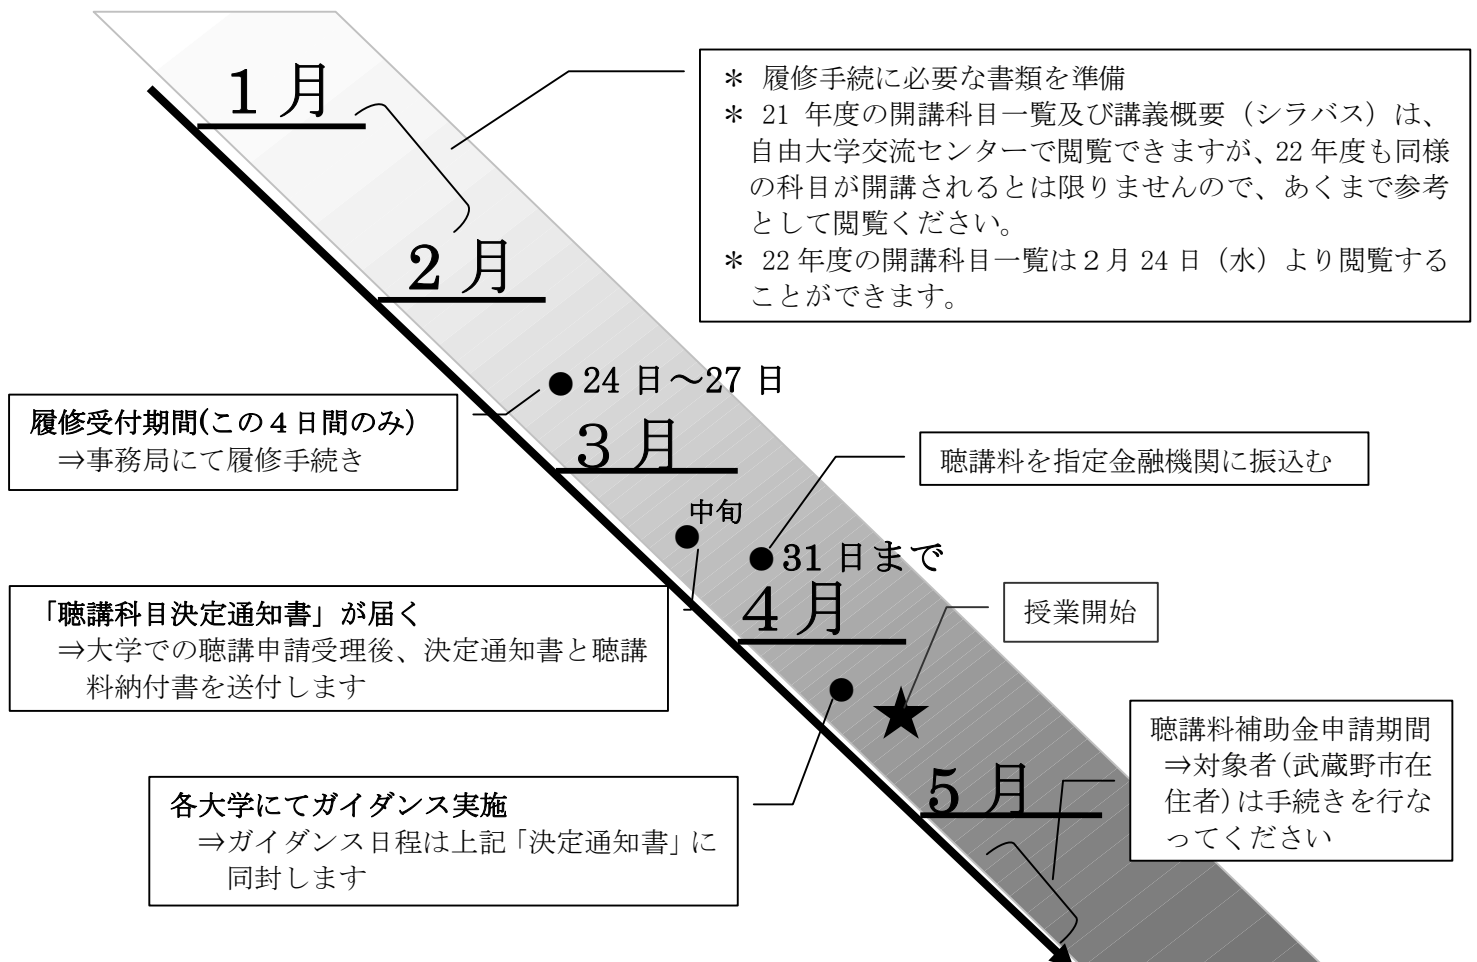 1月
＊ 履修手続に必要な書類を準備
＊ 21 年度の開講科目一覧及び講義概要（シラバス）は、
自由大学交流センターで閲覧できますが、22 年度も同様
の科目が開講されるとは限りませんので、あくまで参考
として閲覧ください。
＊ 22 年度の開講科目一覧は２月 24 日（水）より閲覧する
ことができます。
2月
24 日～27 日
履修受付期間(この４日間のみ)
⇒事務局にて履修手続き
3月
聴講料を指定金融機関に振込む
中旬
31 日まで
「聴講科目決定通知書」が届く
⇒大学での聴講申請受理後、決定通知書と聴講
料納付書を送付します
4月
授業開始
聴講料補助金申請期間
⇒対象者(武蔵野市在
住者)は手続きを行な
ってください
5月
各大学にてガイダンス実施
⇒ガイダンス日程は上記「決定通知書」に
同封します